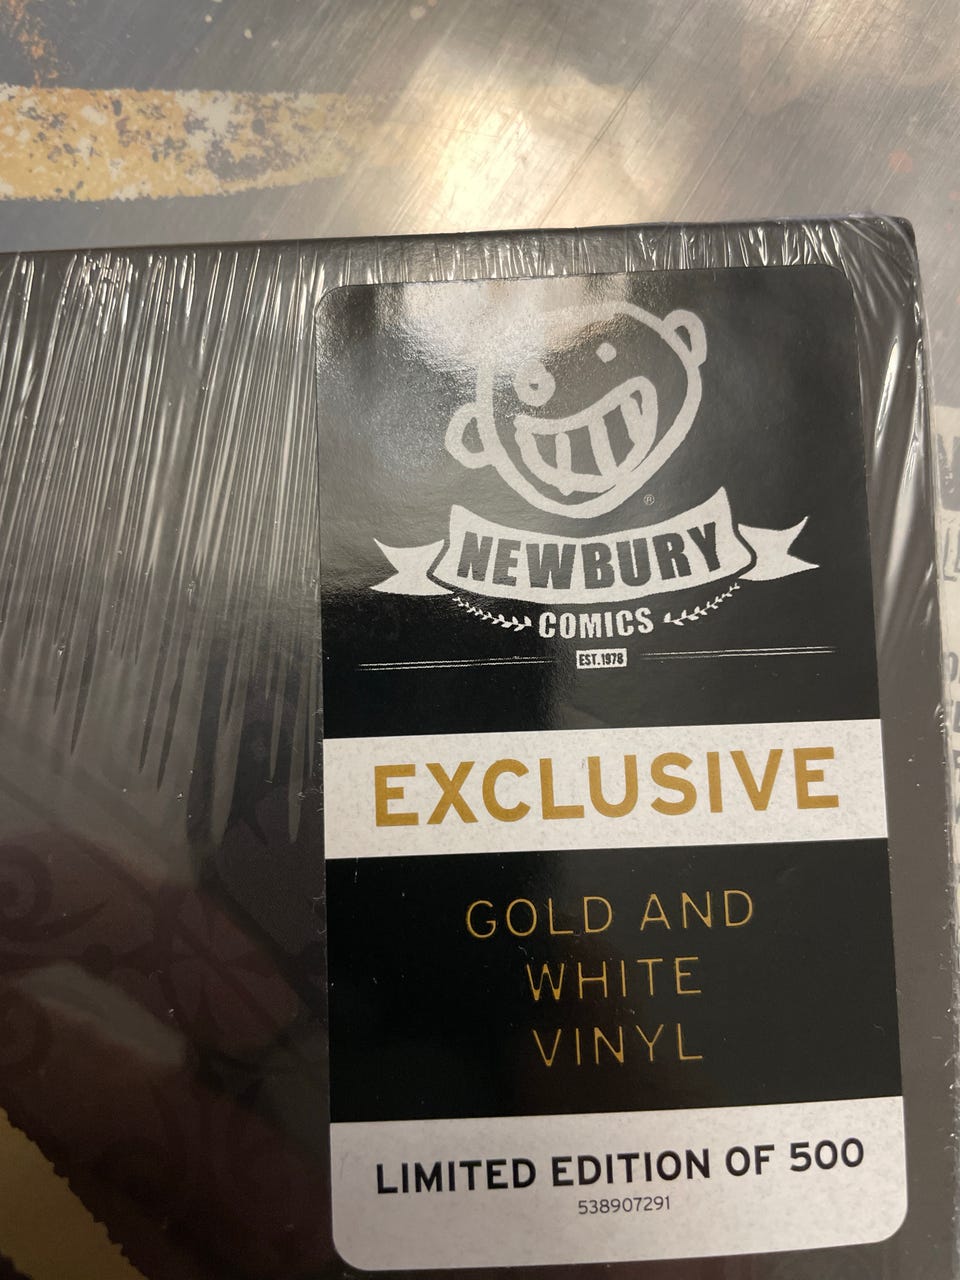 NEWBURY
COMICS
EST. 1978
EXCLUSIVE
GOLD AND
WHITE
VINYL
LIMITED EDITION OF 500
538907291